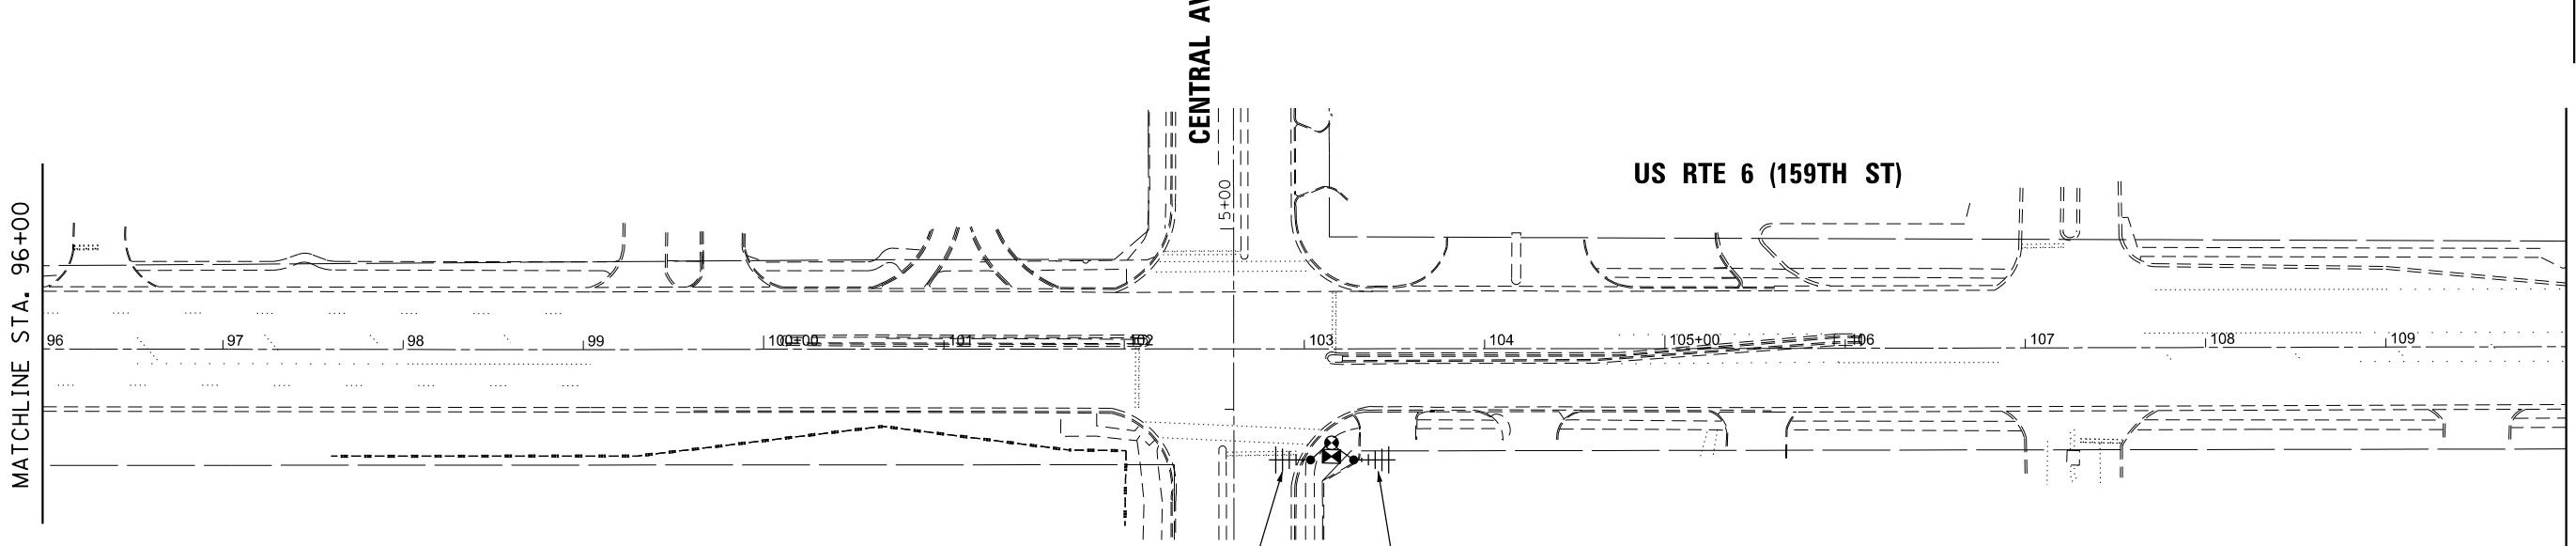 CENTRAL AV
US RTE 6 (159TH ST)
5+00
MATCHLINE STA. 96+00
96 97 98 99 100+00 101 102 103 104 105+00 106 107 108 109